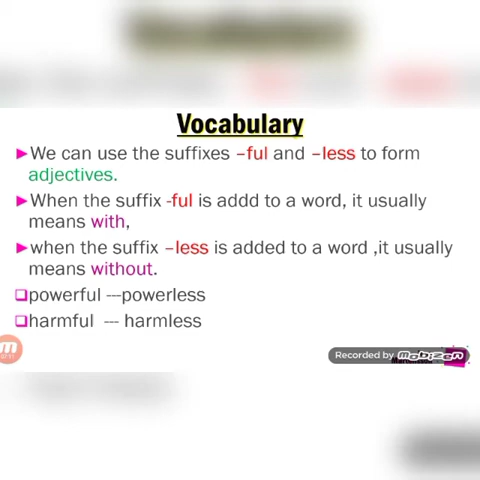 Vocabulary
►We can use the suffixes –ful and –less to form
adjectives.
►When the suffix -ful is addd to a word, it usually
means with,
►when the suffix –less is added to a word ,it usually
means without.
❑powerful ---powerless
❑harmful --- harmless
Recorded by Mobizen